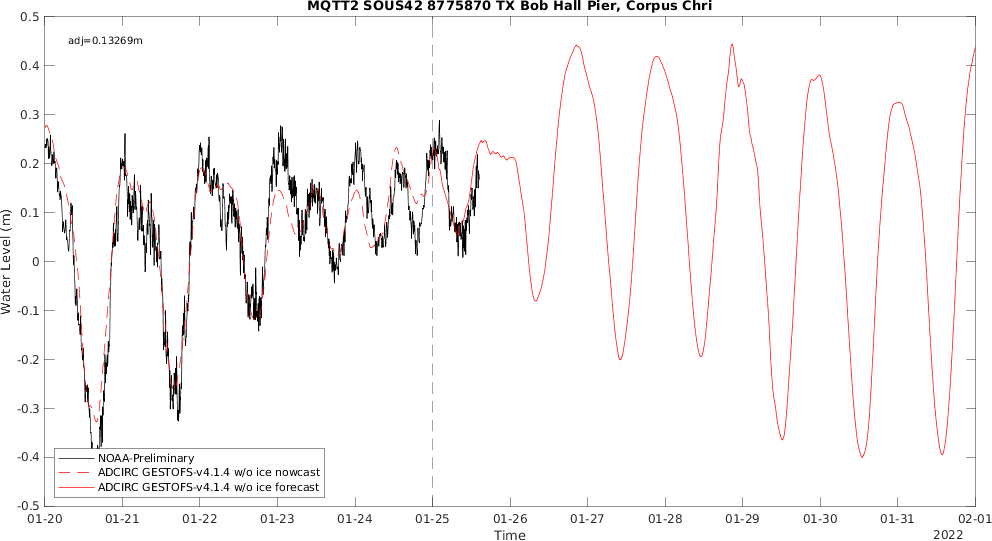 MQTT2 SOUS42 8775870 TX Bob Hall Pier, Corpus Chri
adj=0.13269m
0.5
0.4
0.3
0.2
0.1
0
-0.1
-0.2
-0.3
-0.4
-0.5
Water Level (m)
NOAA-Preliminary
ADCIRC GESTOFS-v4.1.4 w/o ice nowcast
ADCIRC GESTOFS-v4.1.4 w/o ice forecast
01-20 01-21 01-22 01-23 01-24 01-25 01-26 01-27 01-28 01-29 01-30 01-31 02-01
Time
2022